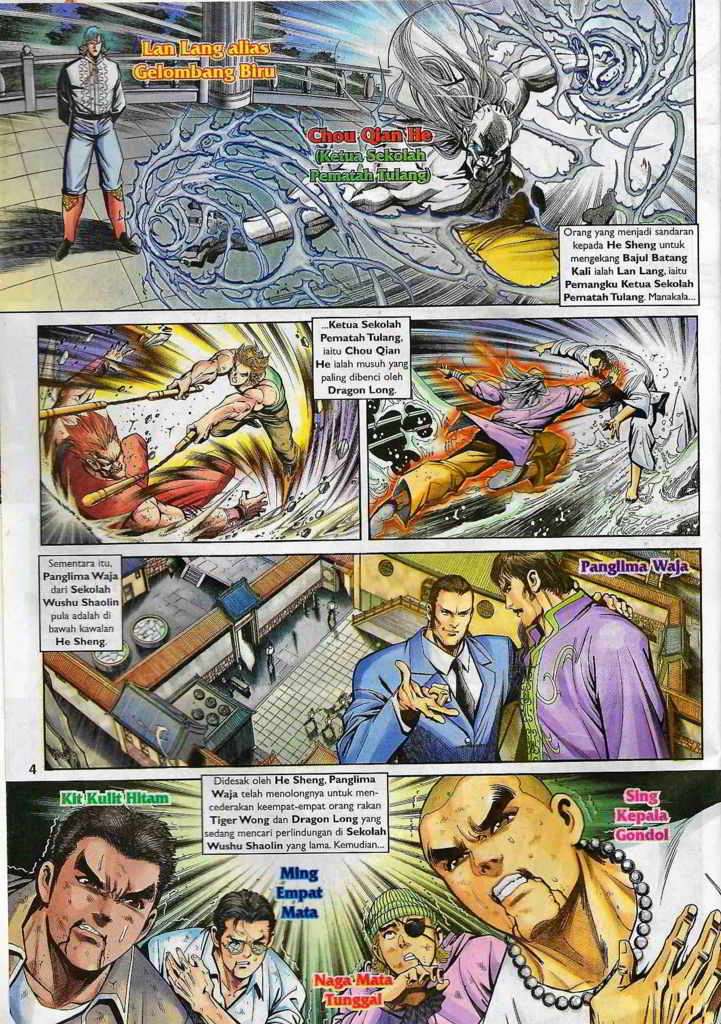 Lan Lang alias
Gelombang Biru
Chou Qian He
(Ketua Sekolah
Pematah Tulang)
Orang yang menjadi sandaran
kepada He Sheng untuk
mengekang Bajul Batang
Kali ialah Lan Lang, iaitu
Pemangku Ketua Sekolah
Pematah Tulang. Manakala...
...Ketua Sekolah
Pematah Tulang,
iaitu Chou Qian
He ialah musuh yang
paling dibenci oleh
Dragon Long.
Sementara itu,
Panglima Waja
dari Sekolah
Wushu Shaolin
pula adalah di
bawah kawalan
He Sheng.
Panglima Waja
4
Didesak oleh He Sheng, Panglima
Waja telah menolongnya untuk men-
cederakan keempat-empat orang rakan
Tiger Wong dan Dragon Long yang
sedang mencari perlindungan di Sekolah
Wushu Shaolin yang lama. Kemudian...
Kit Kulit Hitam
Ming
Empat
Mata
Naga Mata
Tunggal
Sing
Kepala
Gondol